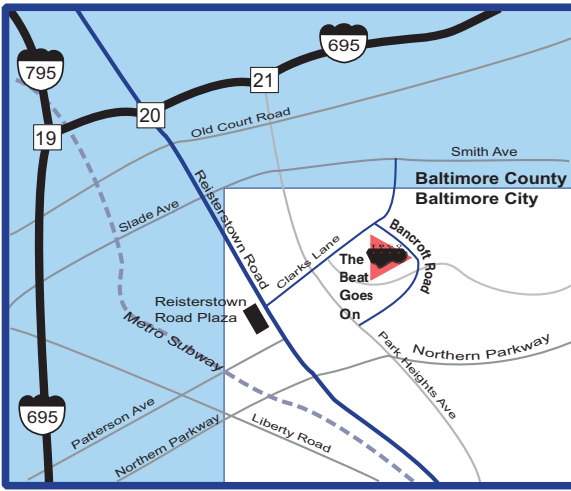 795
695
21
20
19
Old Court Road
Smith Ave
Baltimore County
Baltimore City
Slade Ave
Reisterstown Road
Clarks Lane
Bancroft Road
The
Beat
Goes
On
Reisterstown
Road Plaza
Metro Subway
Northern Parkway
Park Heights Ave
695
Patterson Ave
Northern Parkway
Liberty Road